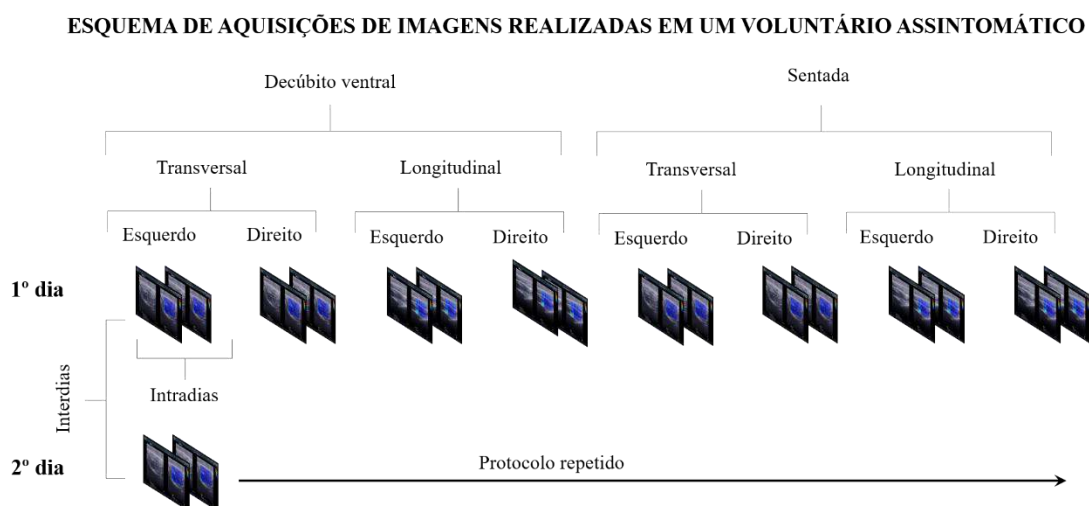 ESQUEMA DE AQUISIÇÕES DE IMAGENS REALIZADAS EM UM VOLUNTÁRIO ASSINTOMÁTICO
Decúbito ventral
Sentada
Transversal
Longitudinal
Transversal
Longitudinal
Esquerdo
Direito
Esquerdo
Direito
Esquerdo
Direito
Esquerdo
Direito
1º dia
Interdias
Intradias
2º dia
Protocolo repetido